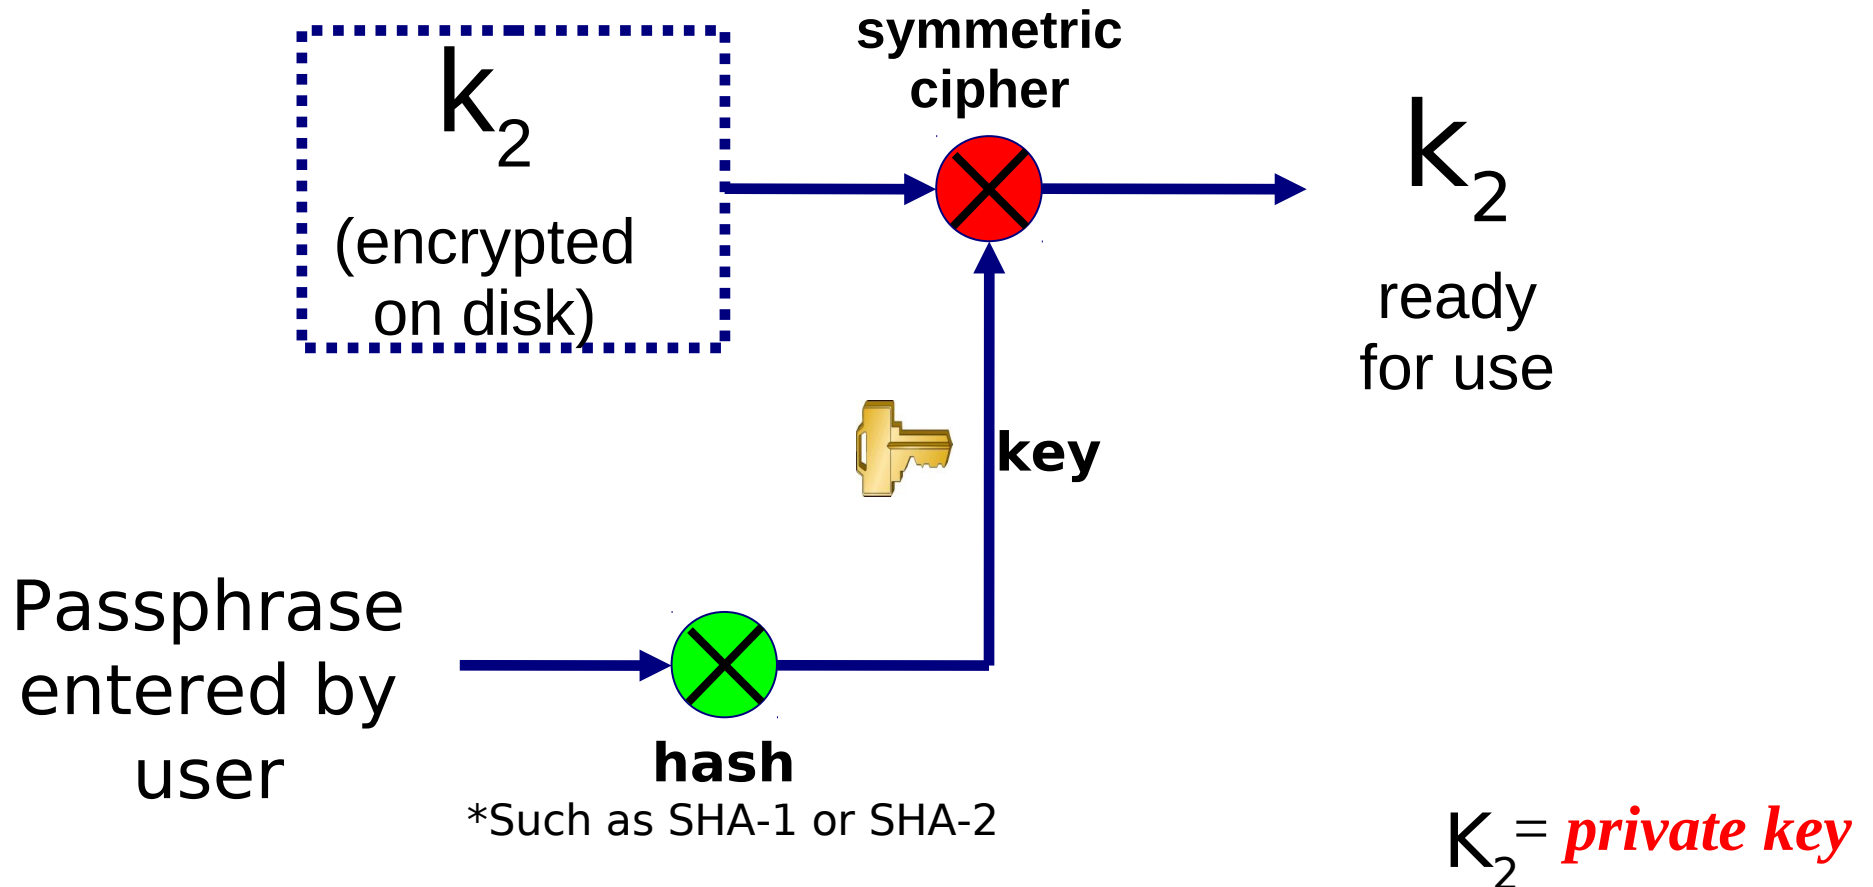 symmetric
cipher
k2
(encrypted
on disk)
k2
ready
for use
key
Passphrase
entered by
user
hash
*Such as SHA-1 or SHA-2
K2= private key